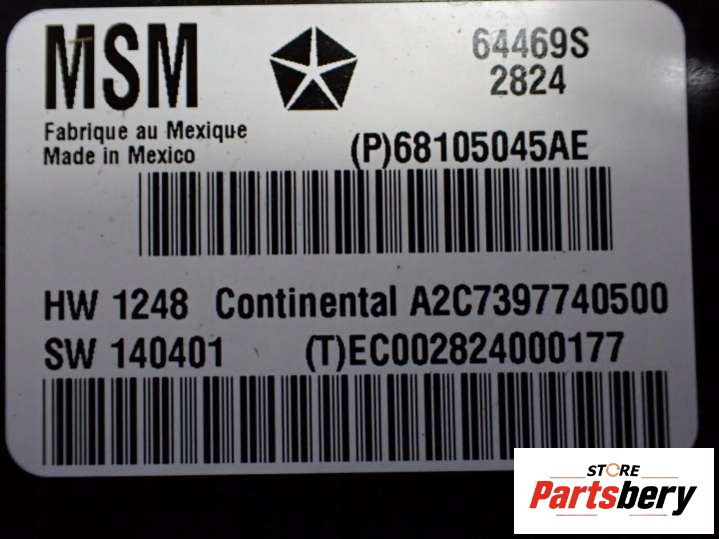 MSM
64469S
2824
Fabrique au Mexique
Made in Mexico
(P)68105045AE
HW 1248 Continental A2C7397740500
SW 140401 (T)EC002824000177
STORE
Partsbery